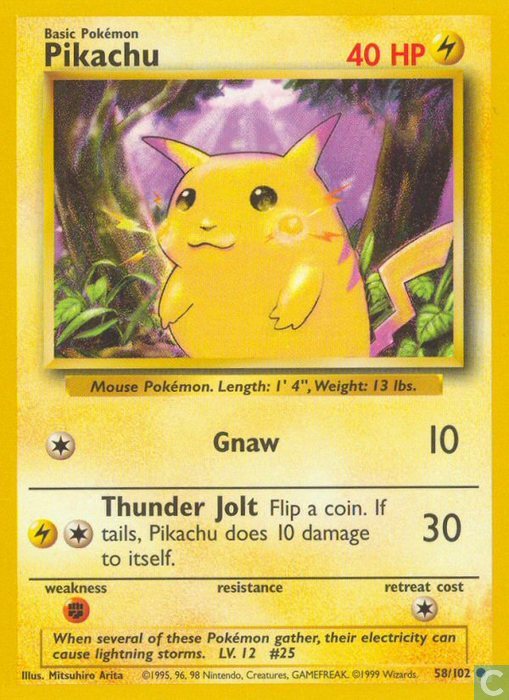 Basic Pokémon
Pikachu
40 HP
Mouse Pokémon. Length: 1' 4", Weight: 13 lbs.
Gnaw 10
Thunder Jolt Flip a coin. If
tails, Pikachu does 10 damage
to itself.
30
weakness resistance retreat cost
When several of these Pokémon gather, their electricity can
cause lightning storms. LV. 12 #25
Illus. Mitsuhiro Arita ©1995, 96, 98 Nintendo, Creatures, GAMEFREAK. ©1999 Wizards. 58/102
C